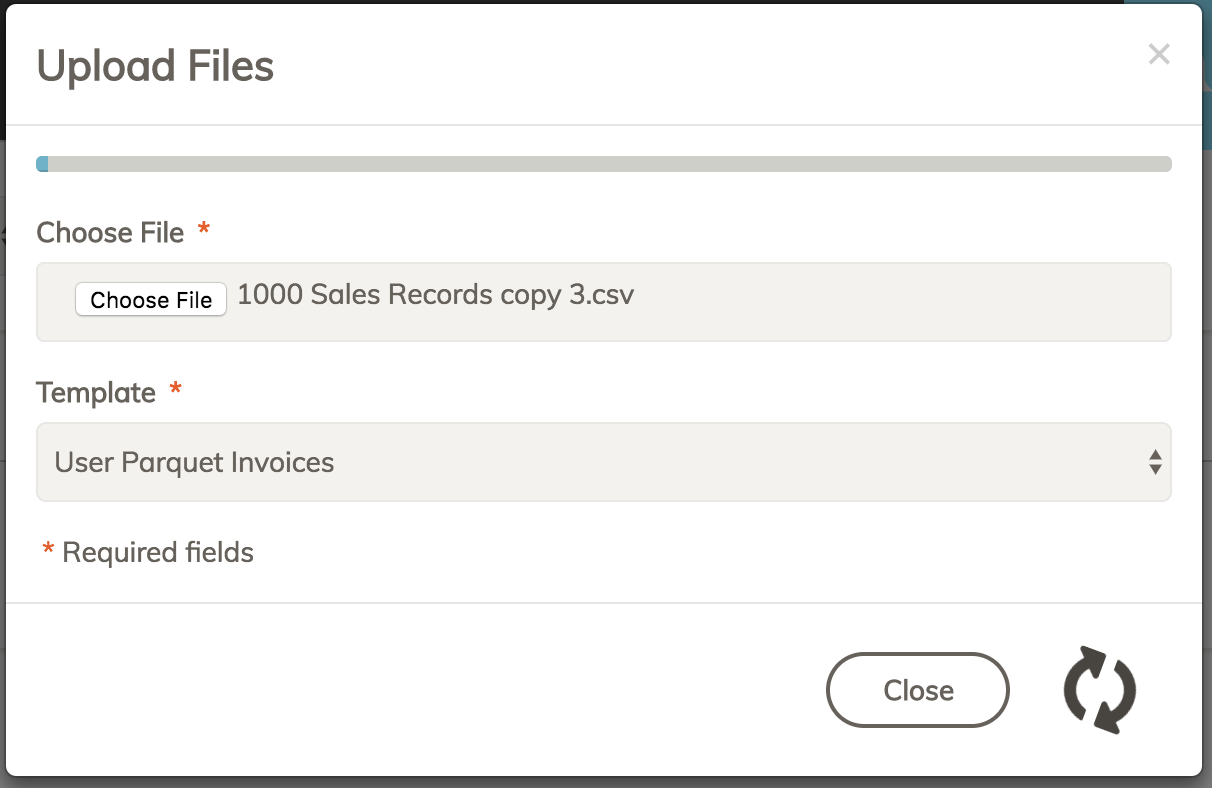 Upload Files
×
Choose File *
Choose File 1000 Sales Records copy 3.csv
Template *
User Parquet Invoices
* Required fields
Close